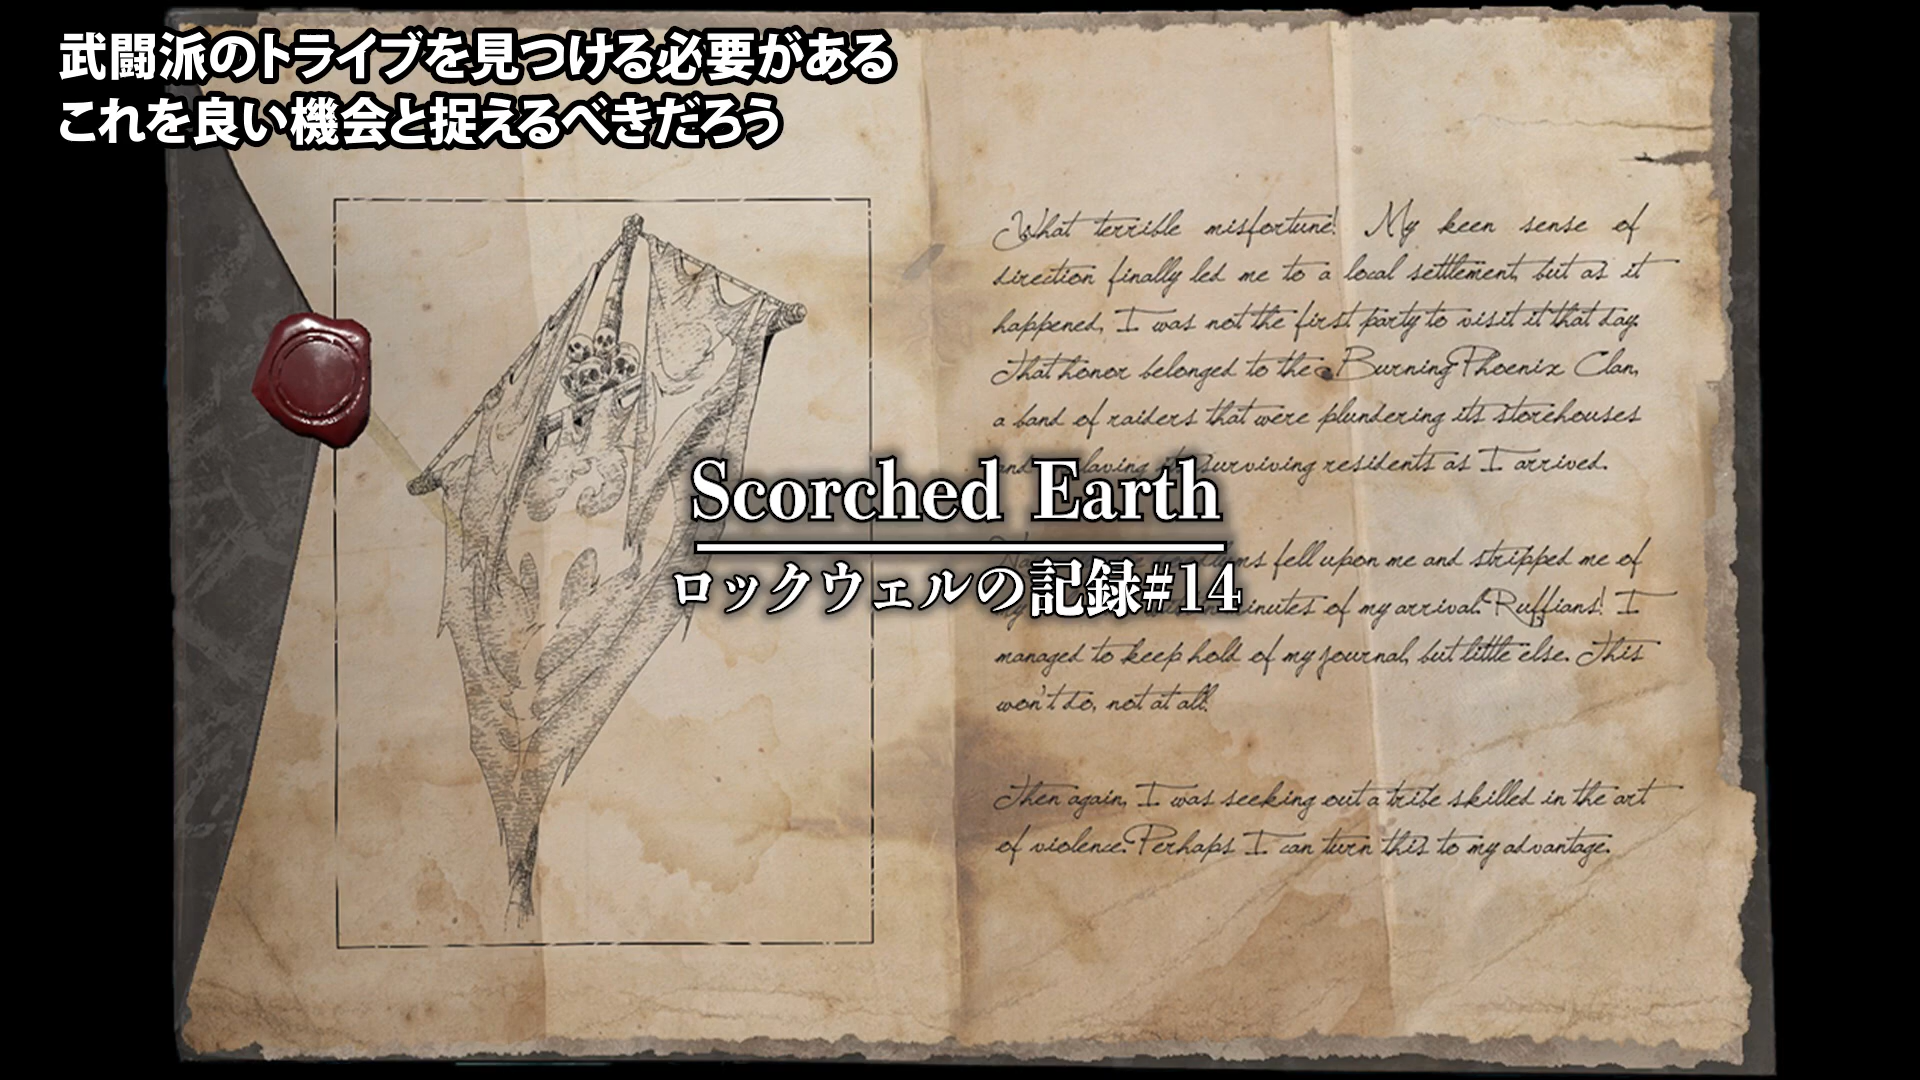 武闘派のトライブを見つける必要がある
これを良い機会と捉えるべきだろう
What terrible misfortune! My keen sense of
direction finally led me to a local settlement, but as it
happened, I was not the first party to visit it that day.
That honor belonged to the Burning Phoenix Clan,
a band of raiders that were plundering its storehouses
surviving residents as I arrived.
Scorched Earth
fell upon me and stripped me of
ロックウェルの記録#14
minutes of my arrival. Ruffians! I
managed to keep hold of my journal, but little else. This
won't do, not at all!
Then again, I was seeking out a tribe skilled in the art
of violence. Perhaps I can turn this to my advantage.